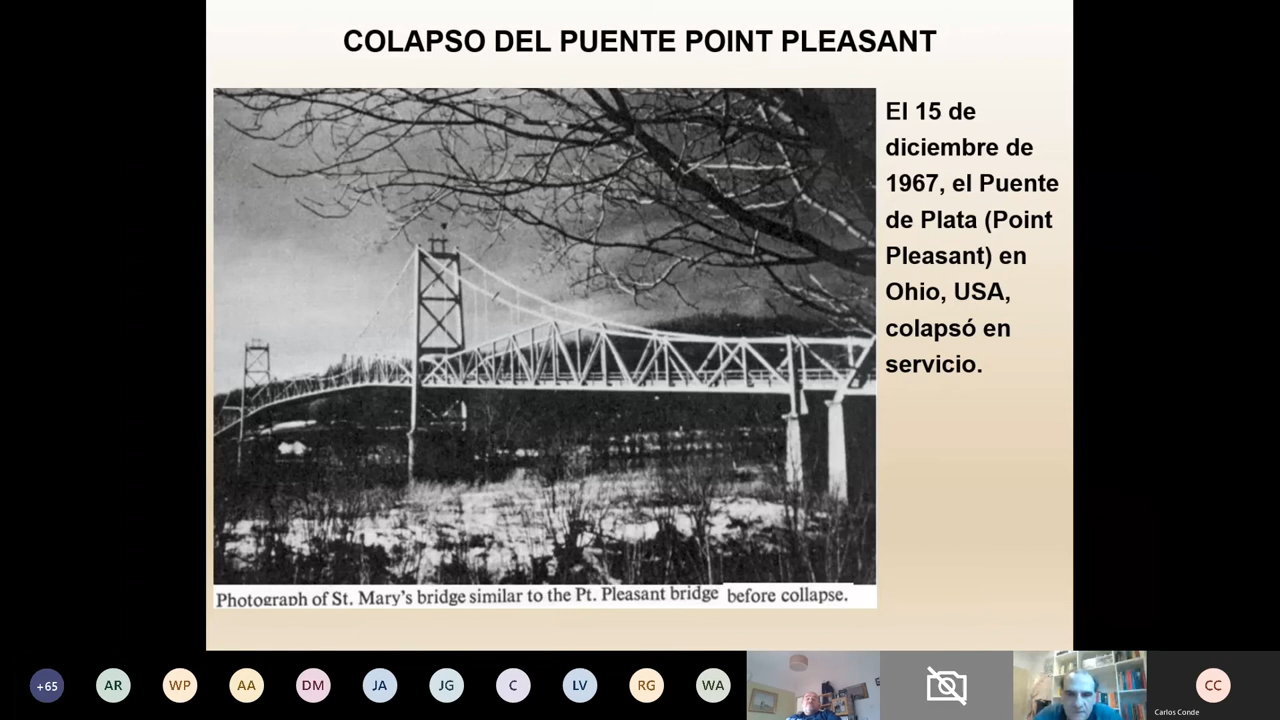 COLAPSO DEL PUENTE POINT PLEASANT
El 15 de
diciembre de
1967, el Puente
de Plata (Point
Pleasant) en
Ohio, USA,
colapsó en
servicio.
Photograph of St. Mary's bridge similar to the Pt. Pleasant bridge before collapse.
+65 AR WP AA DM JA JG C LV RG WA CC
Carlos Conde